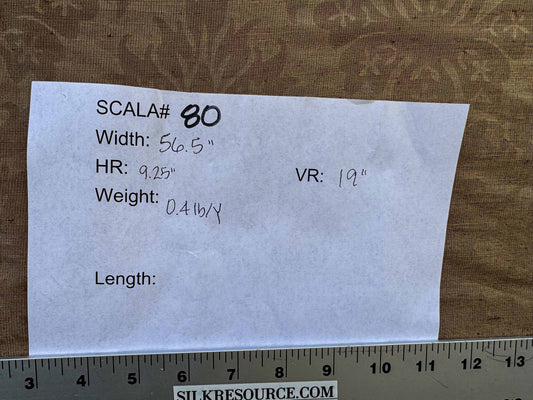 SCALA# 80
Width: 56.5"
HR: 9.25" VR: 19"
Weight: 0.4 lb/Y
Length:
3 4 5 6 7 8 9 10 11 12 13
SILKRESOURCE.COM